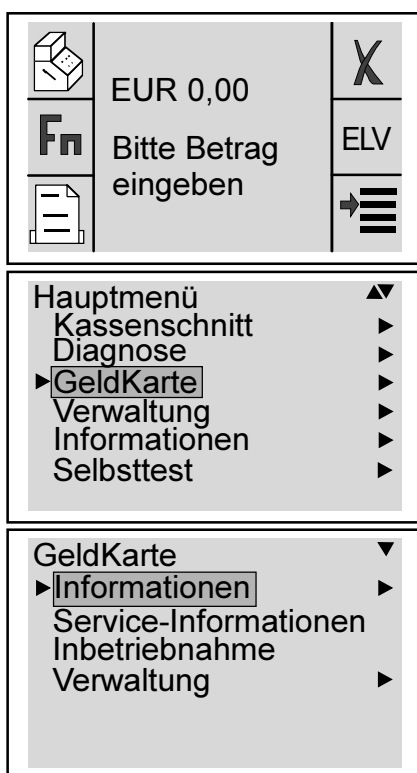 EUR 0,00
Fn
Bitte Betrag
ELV
eingeben
Hauptmenü
Kassenschnitt
Diagnose
GeldKarte
Verwaltung
Informationen
Selbsttest
GeldKarte
Informationen
Service-Informationen
Inbetriebnahme
Verwaltung